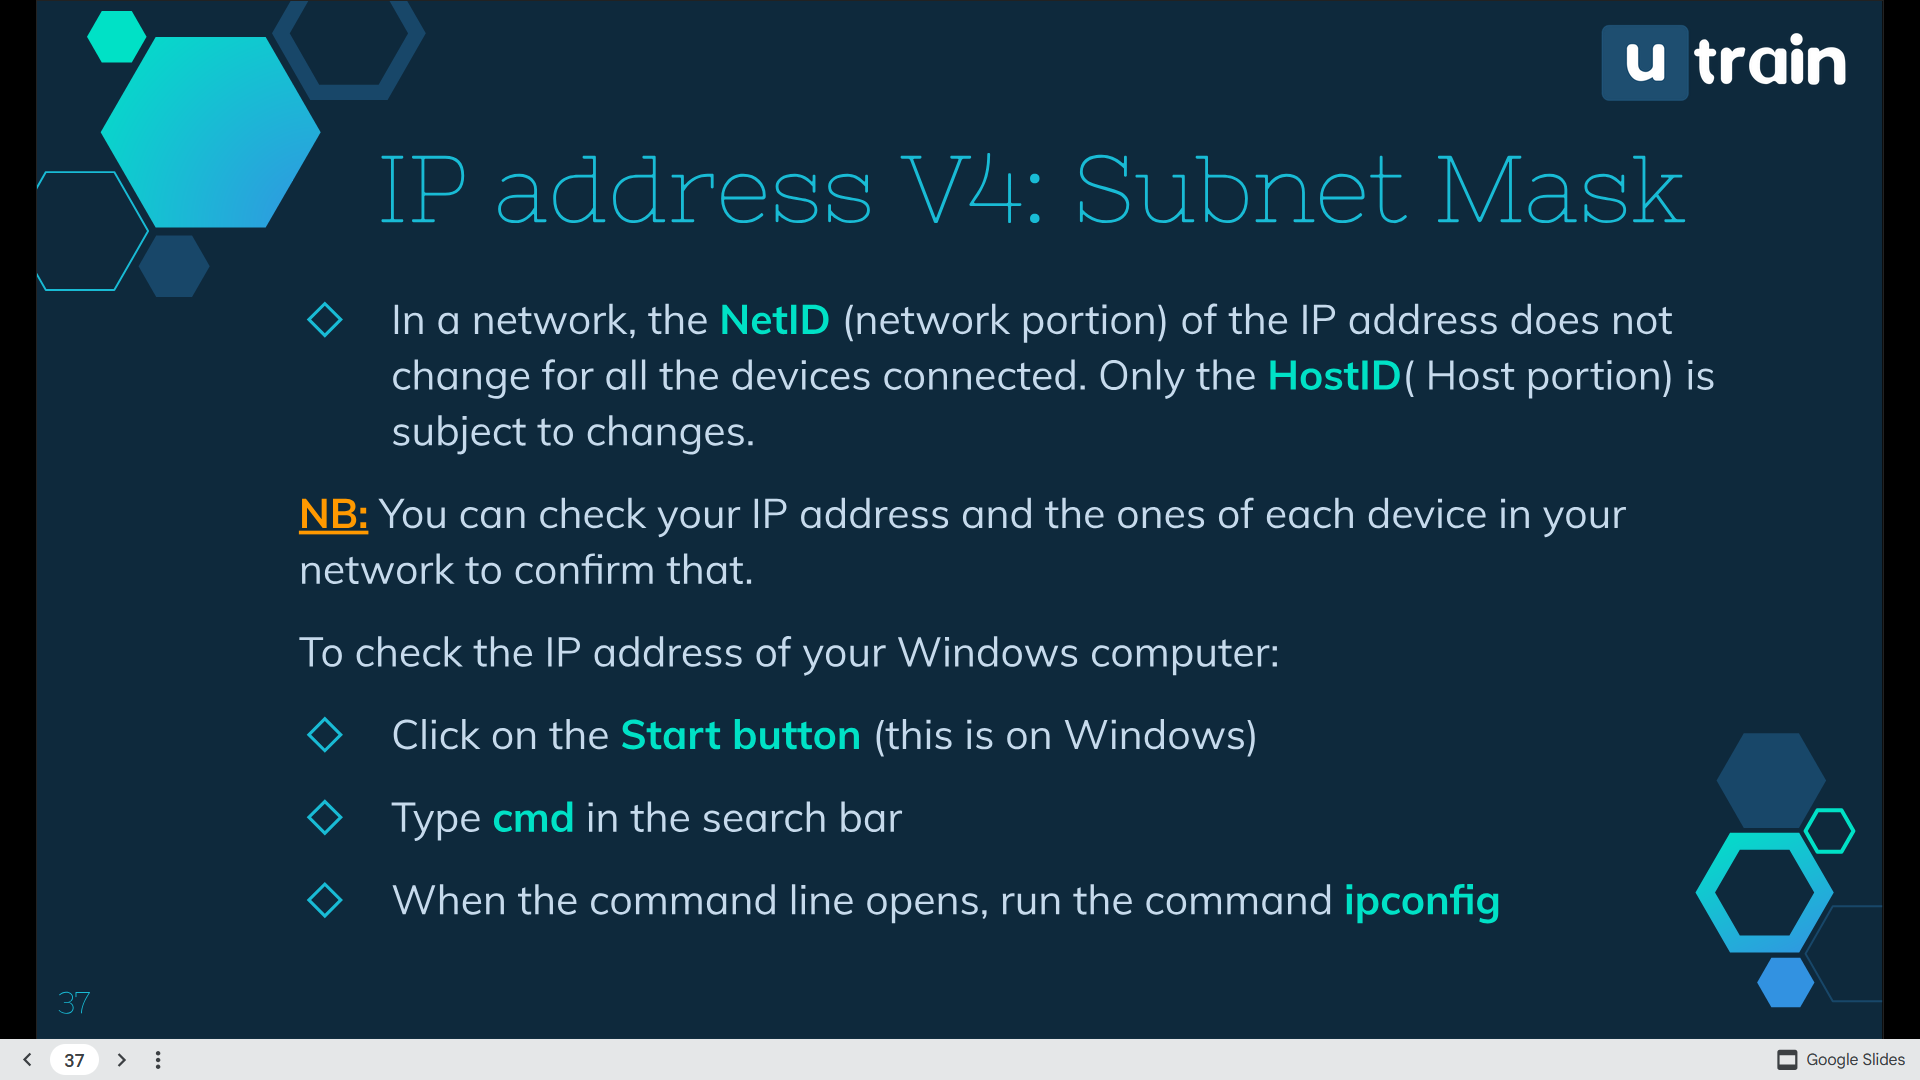 u train
IP address V4: Subnet Mask
In a network, the NetID (network portion) of the IP address does not
change for all the devices connected. Only the HostID( Host portion) is
subject to changes.
NB: You can check your IP address and the ones of each device in your
network to confirm that.
To check the IP address of your Windows computer:
Click on the Start button (this is on Windows)
Type cmd in the search bar
When the command line opens, run the command ipconfig
37
37
Google Slides